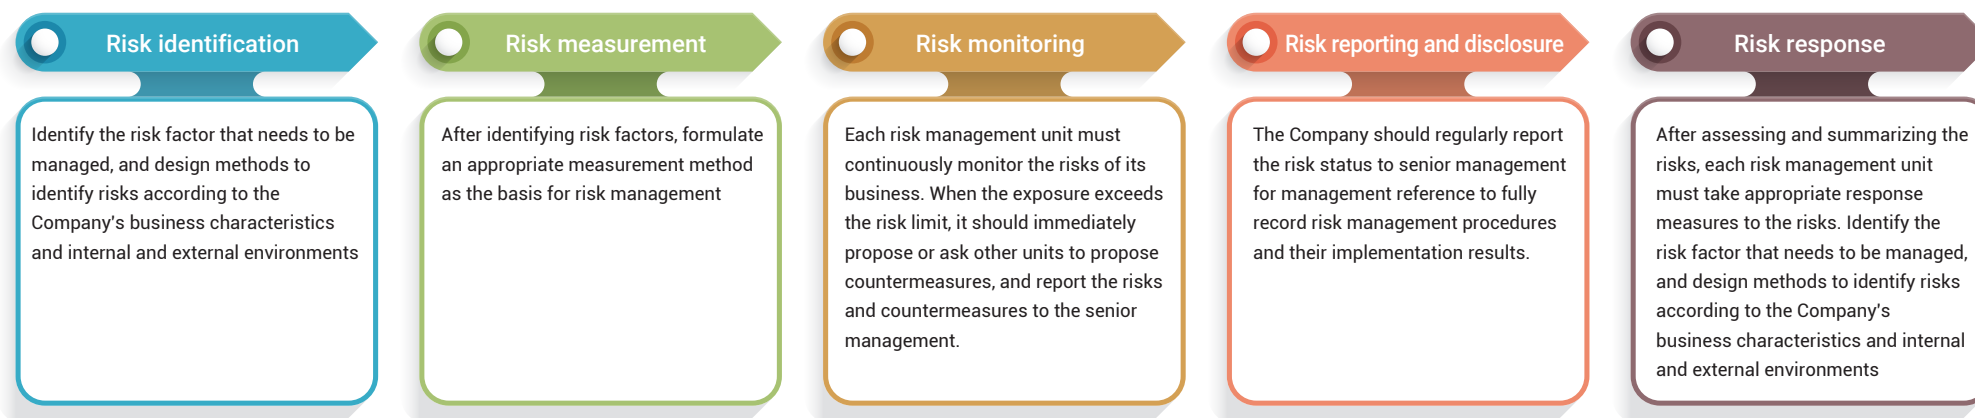 Risk identification
Identify the risk factor that needs to be
managed, and design methods to
identify risks according to the
Company's business characteristics
and internal and external environments
Risk measurement
After identifying risk factors, formulate
an appropriate measurement method
as the basis for risk management
Risk monitoring
Each risk management unit must
continuously monitor the risks of its
business. When the exposure exceeds
the risk limit, it should immediately
propose or ask other units to propose
countermeasures, and report the risks
and countermeasures to the senior
management.
Risk reporting and disclosure
The Company should regularly report
the risk status to senior management
for management reference to fully
record risk management procedures
and their implementation results.
Risk response
After assessing and summarizing the
risks, each risk management unit
must take appropriate response
measures to the risks. Identify the
risk factor that needs to be managed,
and design methods to identify risks
according to the Company's
business characteristics and internal
and external environments